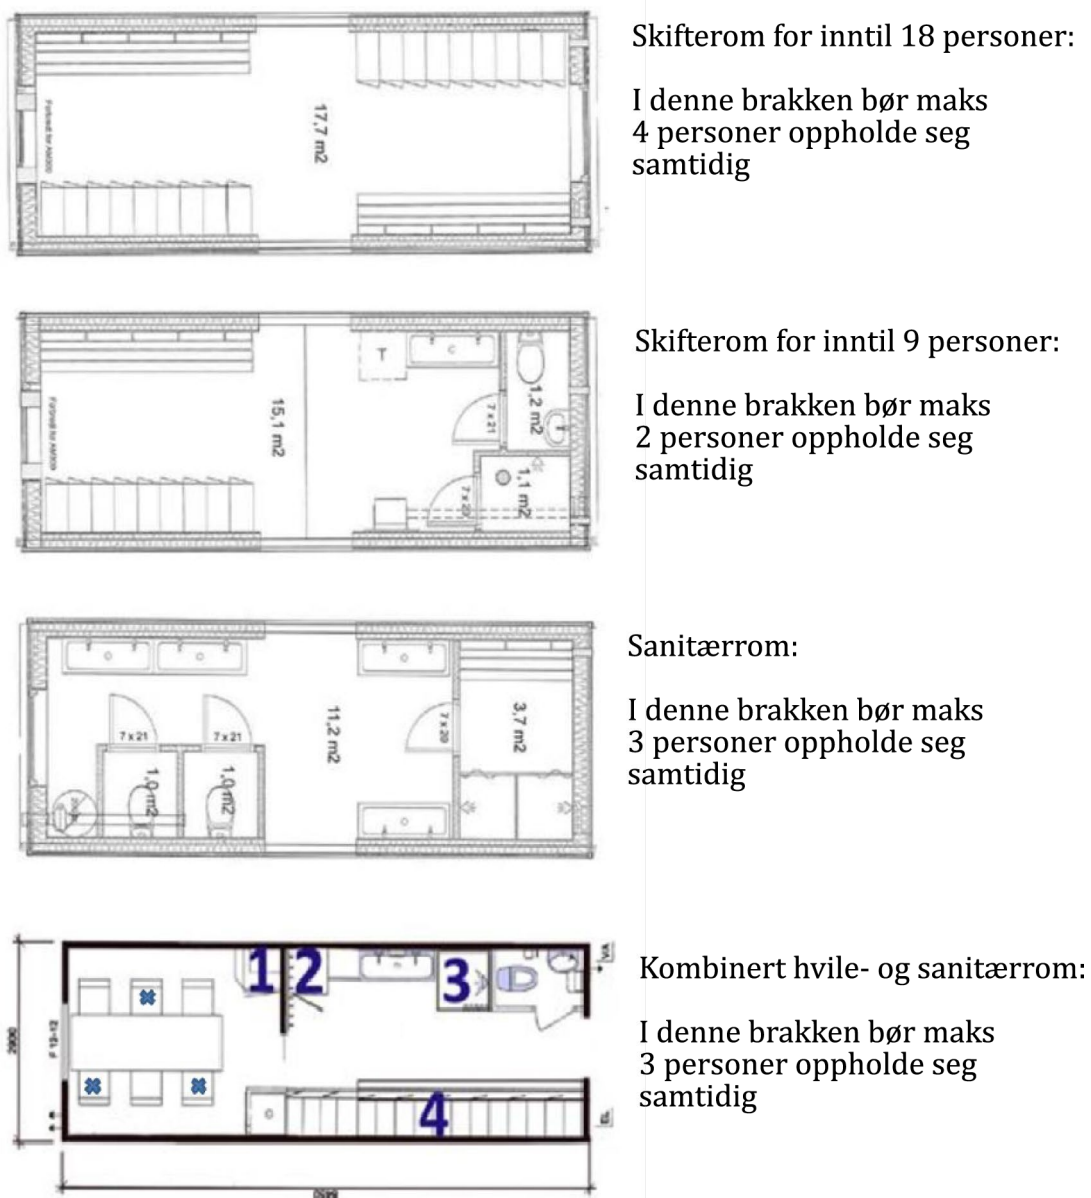 Skifterom for inntil 18 personer:
I denne brakken bør maks
4 personer oppholde seg
samtidig
17,7 m2
Skifterom for inntil 9 personer:
I denne brakken bør maks
2 personer oppholde seg
samtidig
T
c
15,1 m2
1,2 m2
7 x 21
1,1 m2
Sanitærrom:
I denne brakken bør maks
3 personer oppholde seg
samtidig
11,2 m2
3,7 m2
7 x 21
7 x 21
7 x 20
1,0 m2
1,0 m2
Kombinert hvile- og sanitærrom:
I denne brakken bør maks
3 personer oppholde seg
samtidig
1
2
3
4
2900
EL